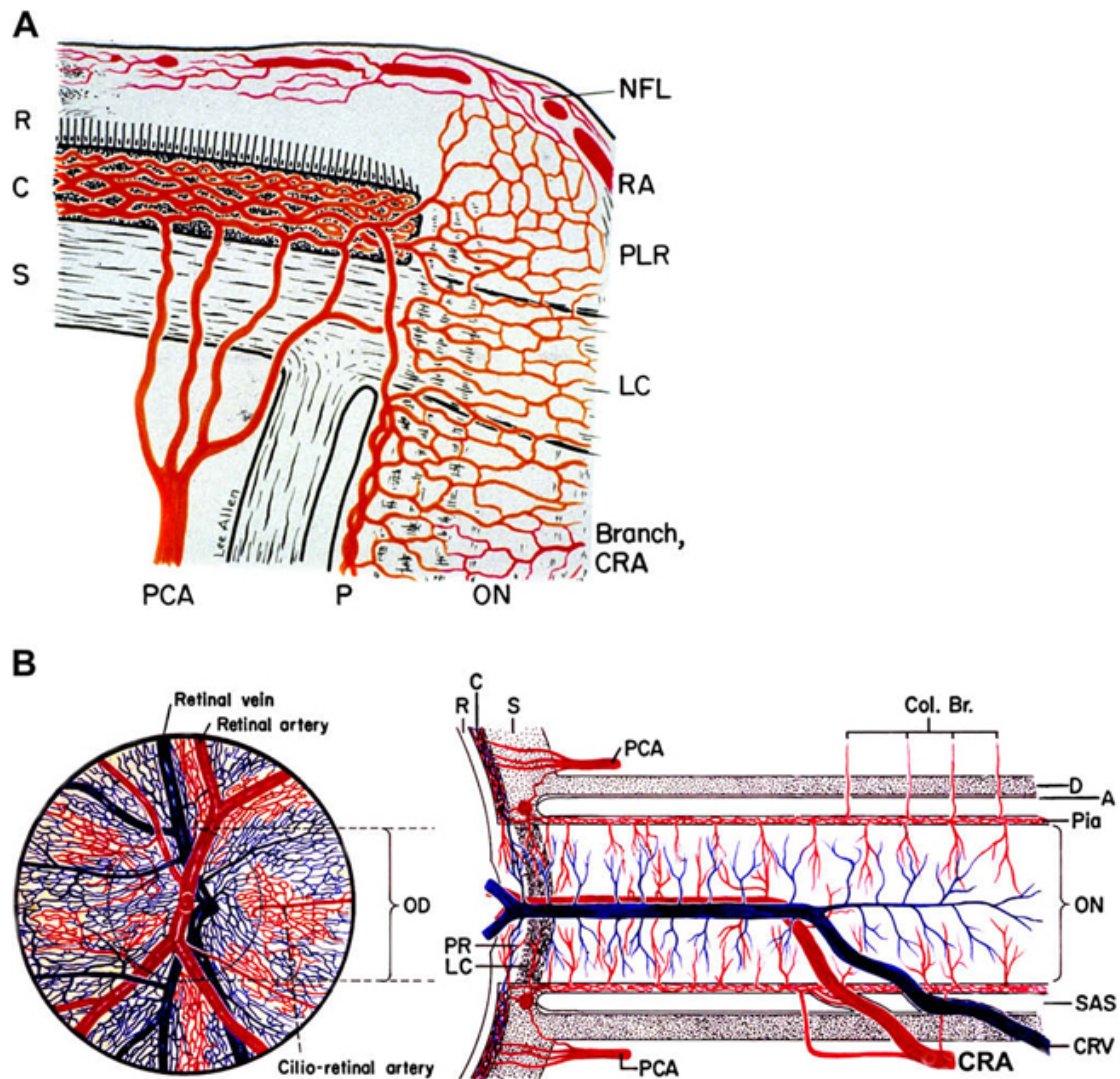 A
NFL
R
RA
C
PLR
S
LC
Lee Allen
Branch,
CRA
PCA
P
ON
B
Retinal vein
Retinal artery
OD
Cilio-retinal artery
C
R
S
Col. Br.
PCA
D
A
Pia
ON
PR
LC
SAS
CRV
CRA
PCA